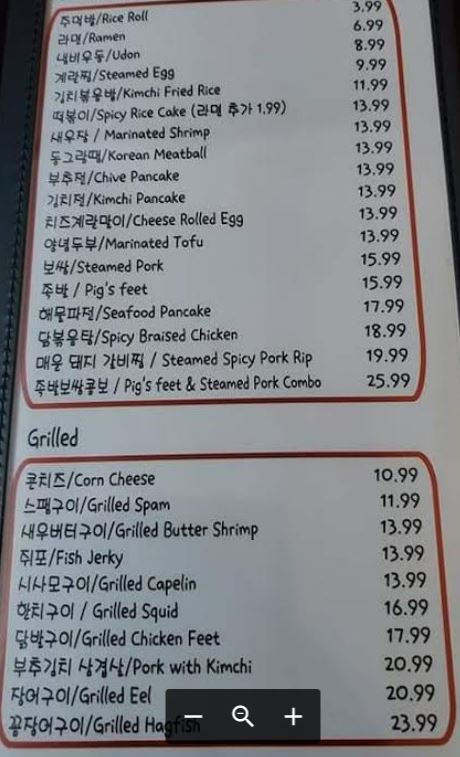 주먹밥/Rice Roll 3.99
라면/Ramen 6.99
냄비우동/Udon 8.99
계란찜/Steamed Egg 9.99
김치볶음밥/Kimchi Fried Rice 11.99
떡볶이/Spicy Rice Cake (라면 추가 1.99) 13.99
새우장 / Marinated Shrimp 13.99
동그랑땡/Korean Meatball 13.99
부추전/Chive Pancake 13.99
김치전/Kimchi Pancake 13.99
치즈계란말이/Cheese Rolled Egg 13.99
양념두부/Marinated Tofu 13.99
보쌈/Steamed Pork 15.99
족발 / Pig's feet 15.99
해물파전/Seafood Pancake 17.99
닭볶음탕/Spicy Braised Chicken 18.99
매운 돼지 갈비찜 / Steamed Spicy Pork Rip 19.99
족발보쌈콤보 / Pig's feet & Steamed Pork Combo 25.99
Grilled
콘치즈/Corn Cheese 10.99
스팸구이/Grilled Spam 11.99
새우버터구이/Grilled Butter Shrimp 13.99
쥐포/Fish Jerky 13.99
시사모구이/Grilled Capelin 13.99
한치구이 / Grilled Squid 16.99
닭발구이/Grilled Chicken Feet 17.99
부추김치 삼겹살/Pork with Kimchi 20.99
장어구이/Grilled Eel 20.99
꼼장어구이/Grilled Hagfish 23.99